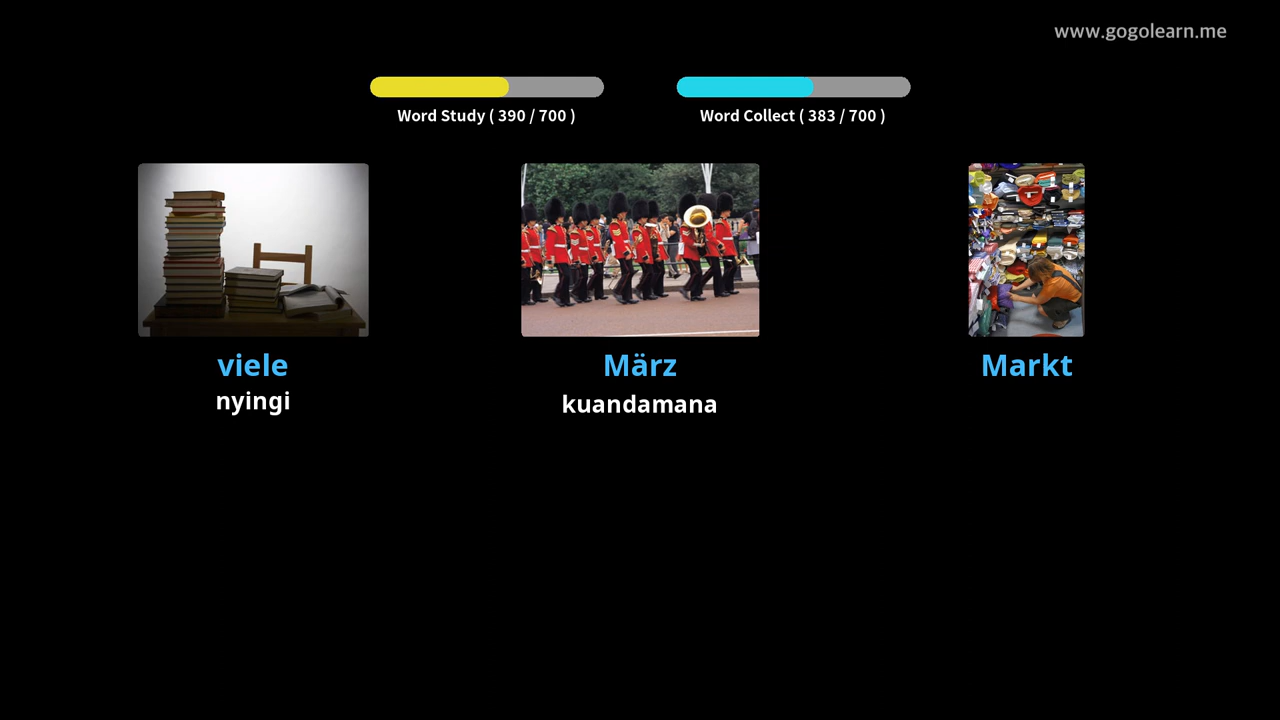 www.gogolearn.me
Word Study ( 390 / 700 )
Word Collect ( 383 / 700 )
viele
nyingi
März
kuandamana
Markt